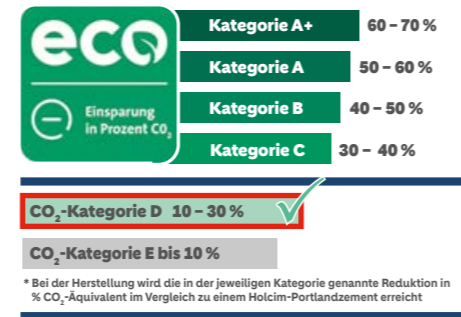 eco
Einsparung
in Prozent CO₂
Kategorie A+ 60 – 70 %
Kategorie A 50 – 60 %
Kategorie B 40 – 50 %
Kategorie C 30 – 40 %
CO₂-Kategorie D 10 – 30 %
CO₂-Kategorie E bis 10 %
* Bei der Herstellung wird die in der jeweiligen Kategorie genannte Reduktion in
% CO₂-Äquivalent im Vergleich zu einem Holcim-Portlandzement erreicht